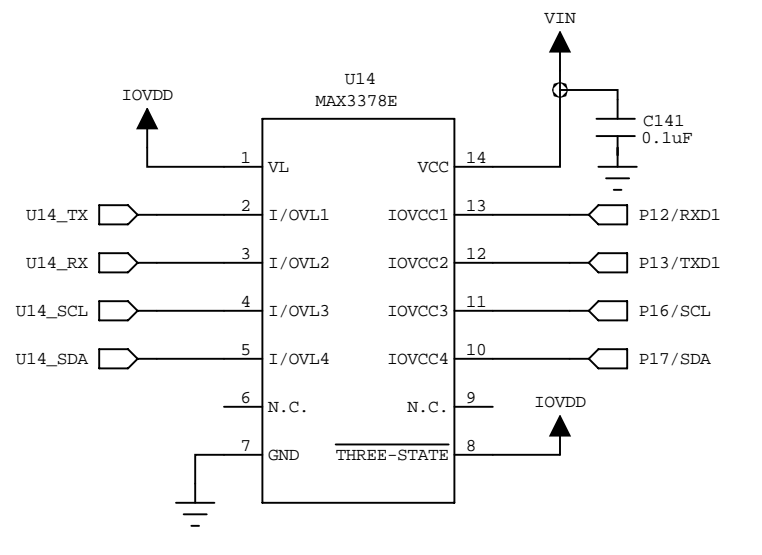 VIN
U14
MAX3378E
IOVDD
C141
0.1uF
1 VL VCC 14
U14_TX 2 I/OVL1 IOVCC1 13 P12/RXD1
U14_RX 3 I/OVL2 IOVCC2 12 P13/TXD1
U14_SCL 4 I/OVL3 IOVCC3 11 P16/SCL
U14_SDA 5 I/OVL4 IOVCC4 10 P17/SDA
6 N.C. N.C. 9
IOVDD
7 GND THREE-STATE 8